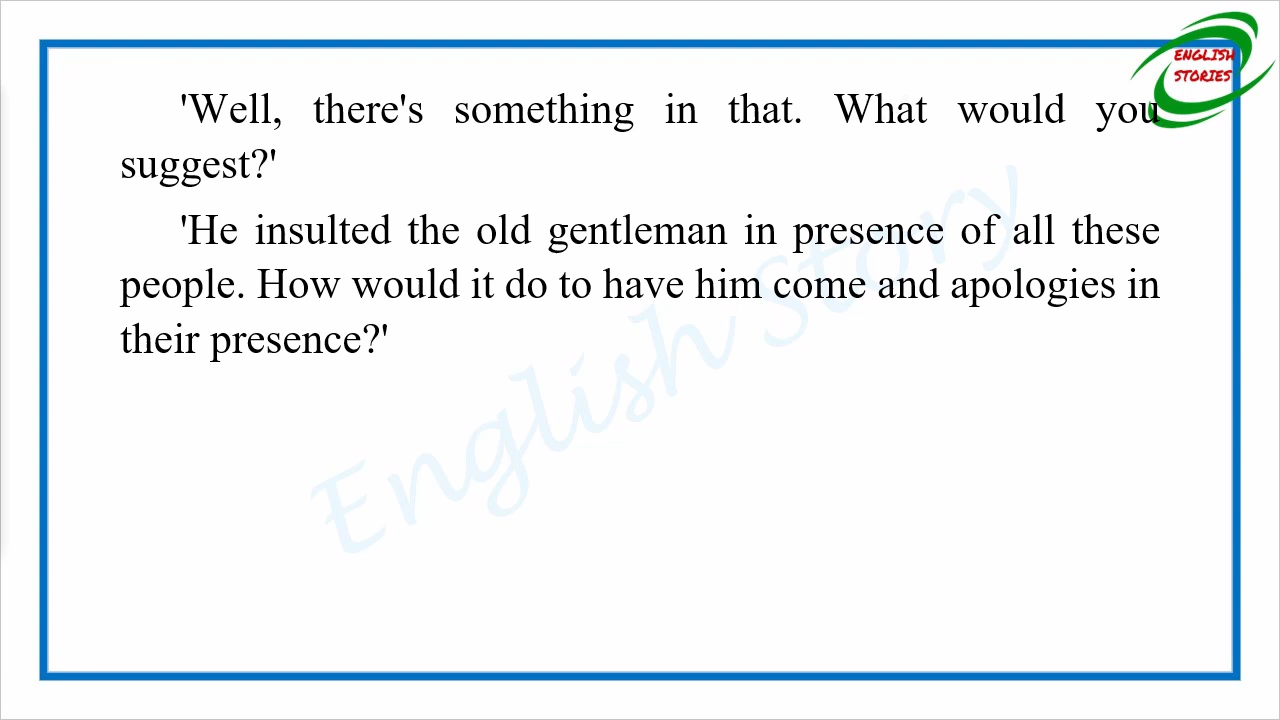 ENGLISH
STORIES
'Well, there's something in that. What would you
suggest?'
'He insulted the old gentleman in presence of all these
people. How would it do to have him come and apologies in
their presence?'
English Story